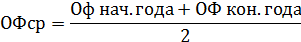 ОФср = (Оф нач. года + ОФ кон. года) / 2